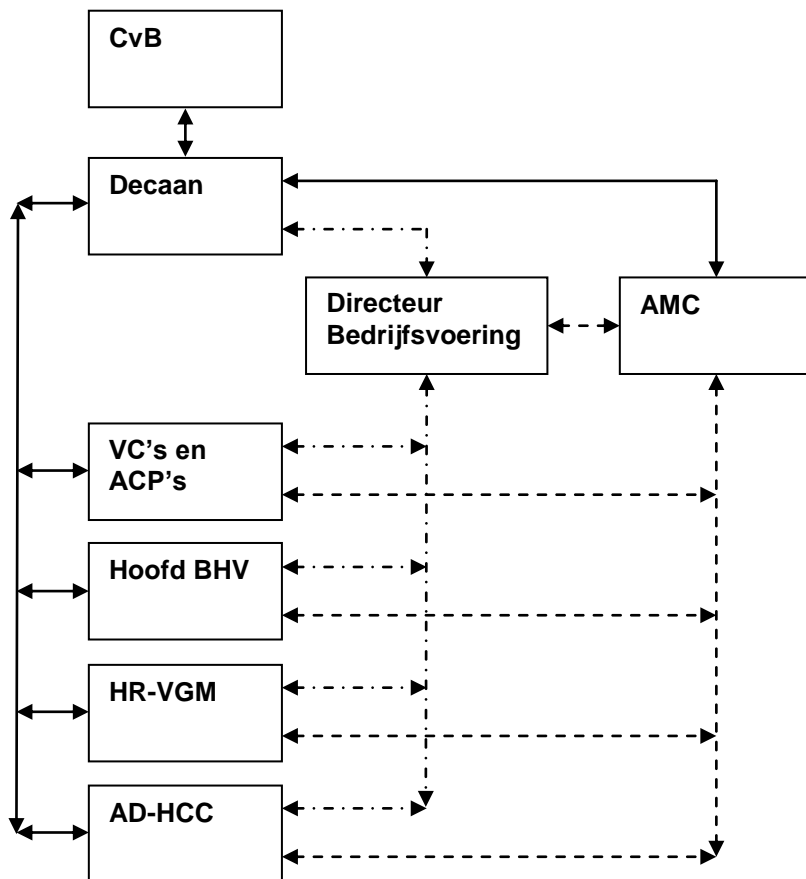 CvB
Decaan
Directeur
Bedrijfsvoering
AMC
VC's en
ACP's
Hoofd BHV
HR-VGM
AD-HCC